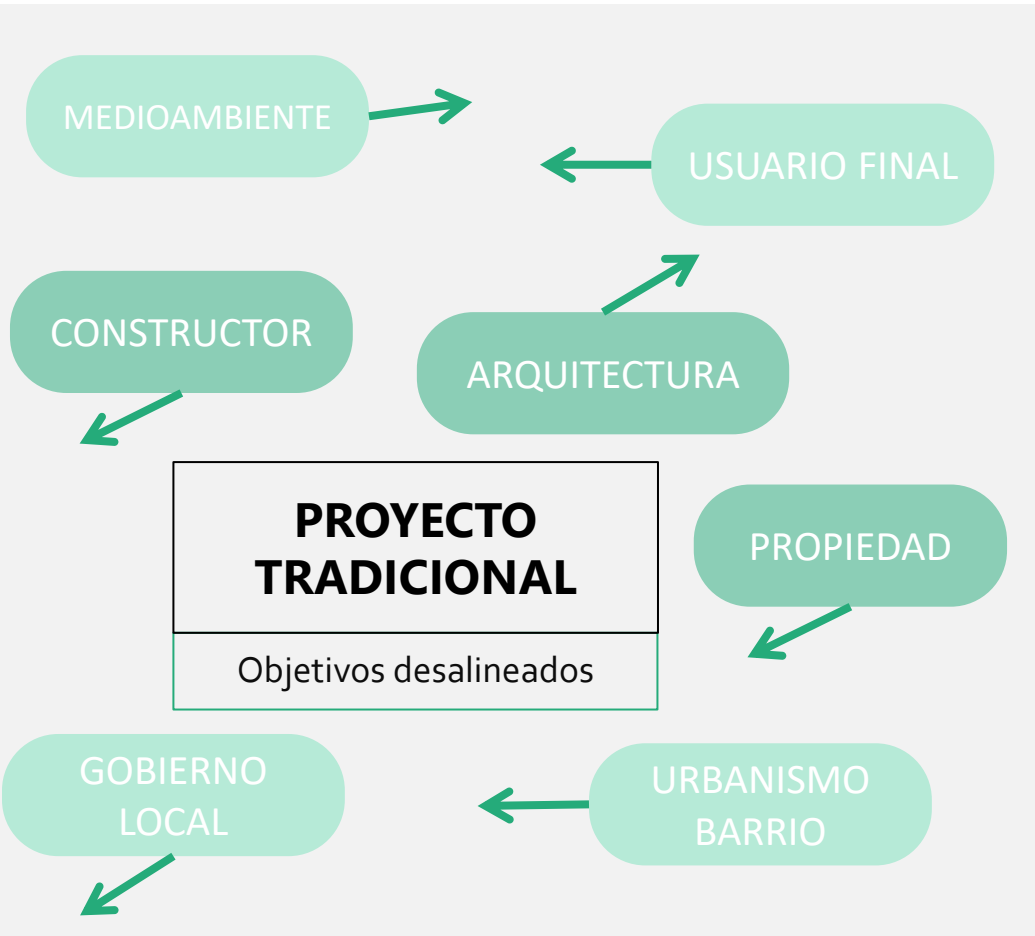 MEDIOAMBIENTE
USUARIO FINAL
CONSTRUCTOR
ARQUITECTURA
PROYECTO
TRADICIONAL
Objetivos desalineados
PROPIEDAD
GOBIERNO
LOCAL
URBANISMO
BARRIO